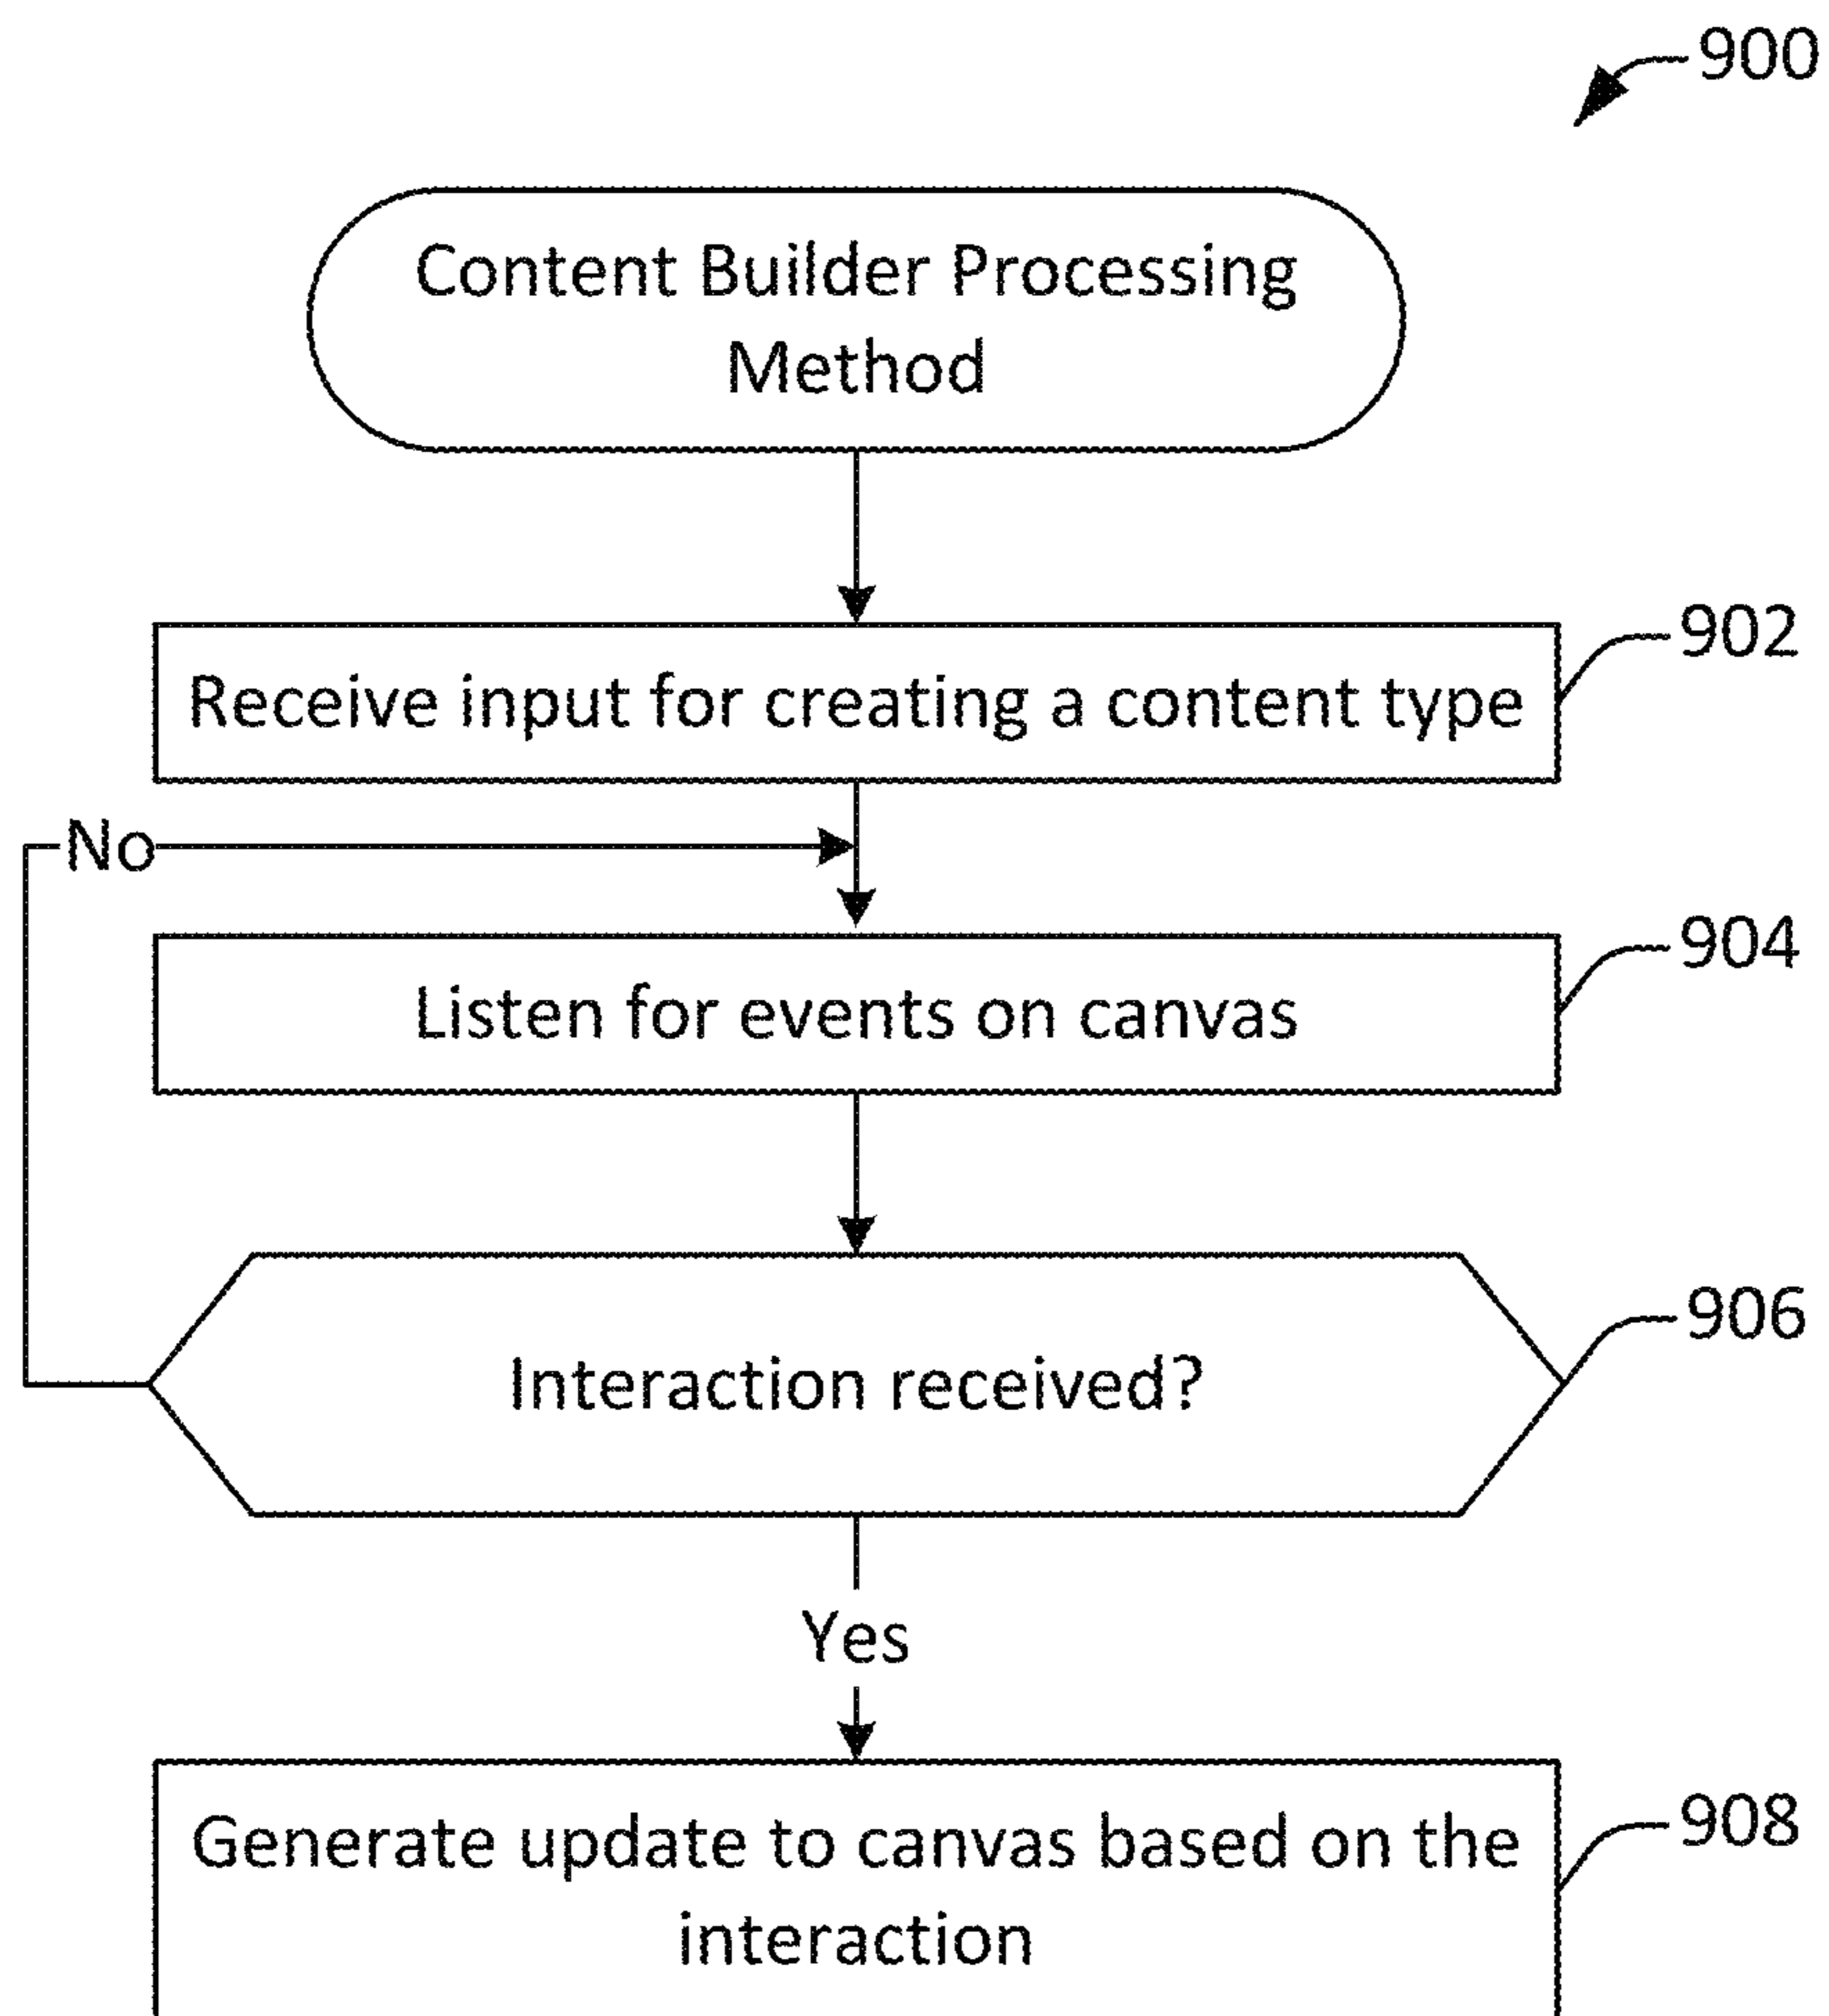 900
Content Builder Processing
Method
902
Receive input for creating a content type
No
904
Listen for events on canvas
906
Interaction received?
Yes
908
Generate update to canvas based on the
interaction